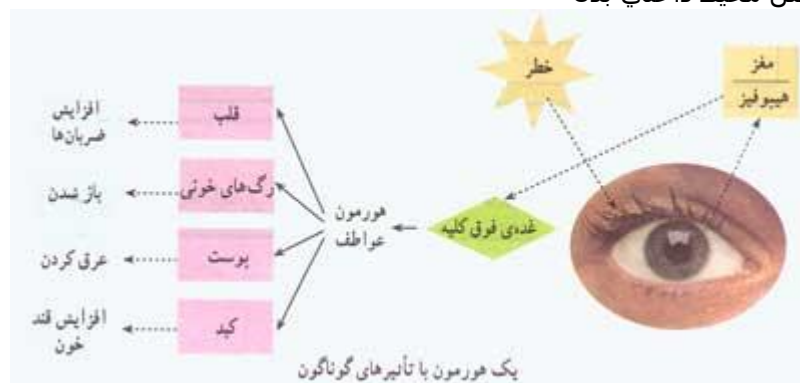 مغز
هیپوفیز
خطر
غده‌ی فوق کلیه
هورمون
عواطف
قلب
افزایش
ضربان‌ها
رگ‌های خونی
باز شدن
پوست
عرق کردن
کبد
افزایش قند
خون
یک هورمون با تأثیرهای گوناگون